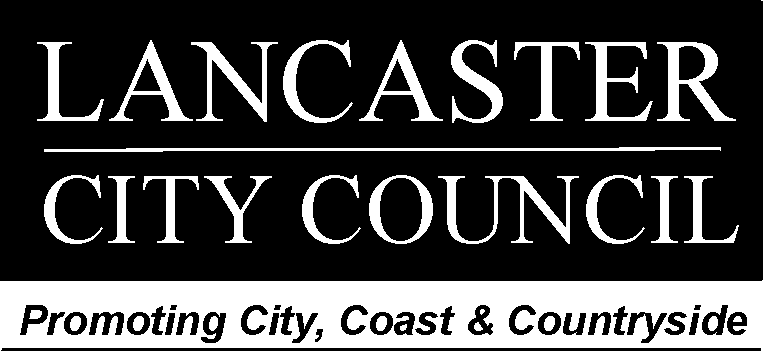 LANCASTER
CITY COUNCIL
Promoting City, Coast & Countryside